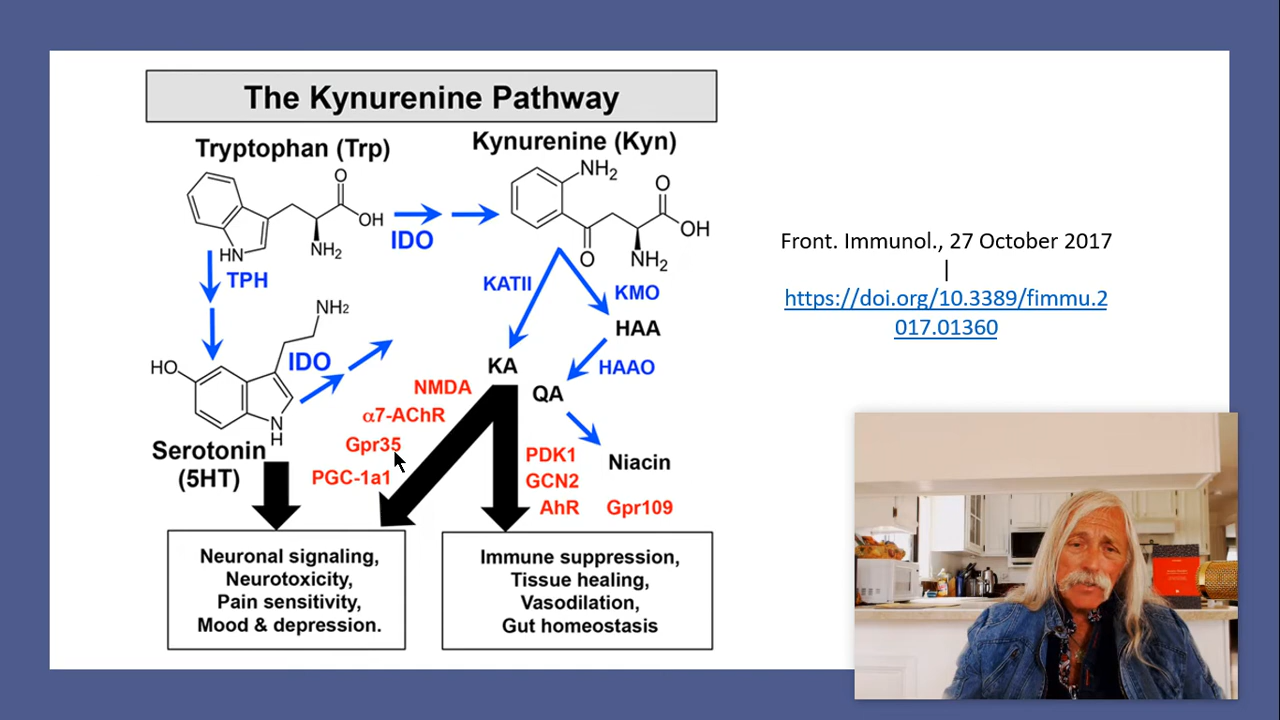 The Kynurenine Pathway
Tryptophan (Trp)
Kynurenine (Kyn)
NH2
O
OH
HN
NH2
O
OH
O
NH2
IDO
TPH
KATII
KMO
HAA
HAAO
KA
QA
Niacin
NH2
HO
IDO
N
H
Serotonin
(5HT)
NMDA
α7-AChR
Gpr35
PGC-1a1
PDK1
GCN2
AhR
Gpr109
Neuronal signaling,
Neurotoxicity,
Pain sensitivity,
Mood & depression.
Immune suppression,
Tissue healing,
Vasodilation,
Gut homeostasis
Front. Immunol., 27 October 2017
|
https://doi.org/10.3389/fimmu.2
017.01360